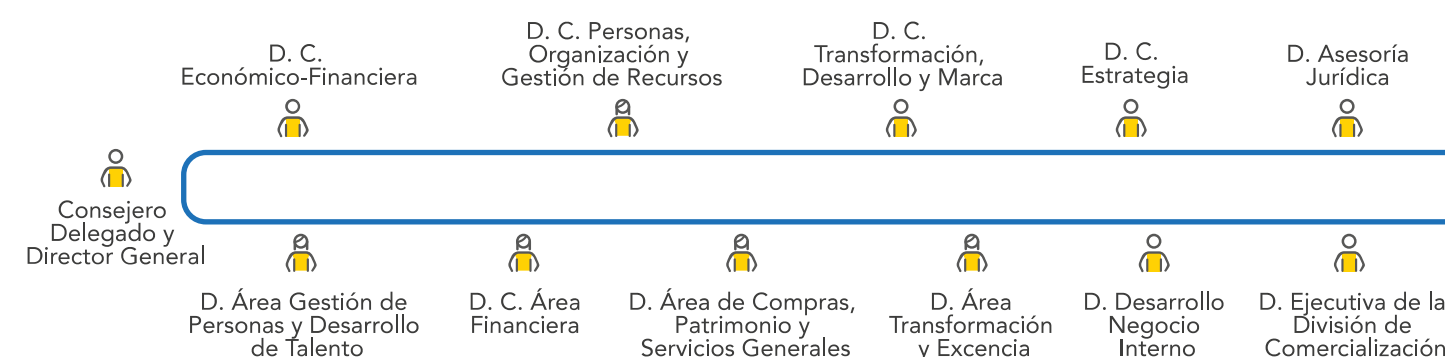 D. C.
Económico-Financiera
D. C. Personas,
Organización y
Gestión de Recursos
D. C.
Transformación,
Desarrollo y Marca
D. C.
Estrategia
D. Asesoría
Jurídica
Consejero
Delegado y
Director General
D. Área Gestión de
Personas y Desarrollo
de Talento
D. C. Área
Financiera
D. Área de Compras,
Patrimonio y
Servicios Generales
D. Área
Transformación
y Excencia
D. Desarrollo
Negocio
Interno
D. Ejecutiva de la
División de
Comercialización